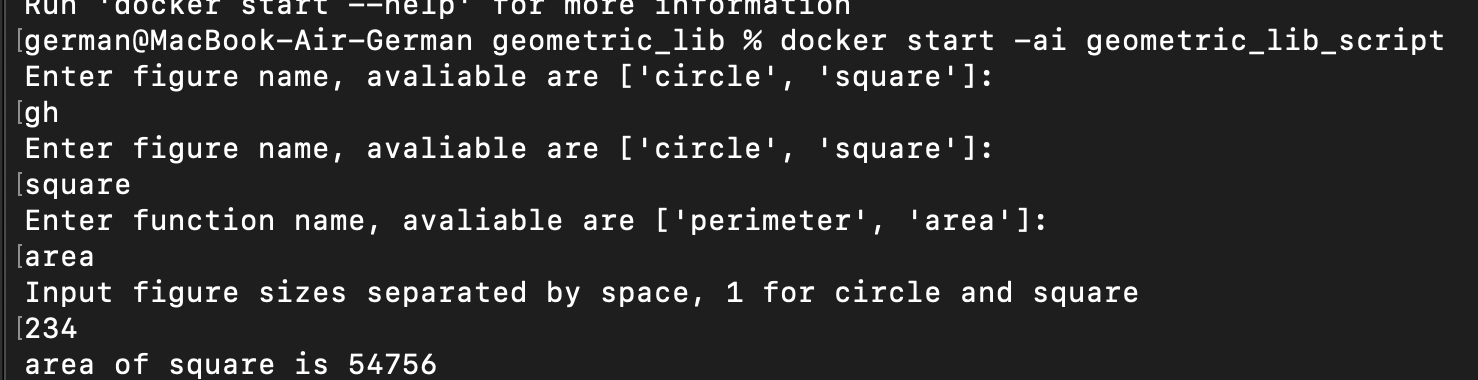 Run 'docker start --help' for more information
[german@MacBook-Air-German geometric_lib % docker start -ai geometric_lib_script
Enter figure name, avaliable are ['circle', 'square']:
[gh
Enter figure name, avaliable are ['circle', 'square']:
[square
Enter function name, avaliable are ['perimeter', 'area']:
[area
Input figure sizes separated by space, 1 for circle and square
[234
area of square is 54756